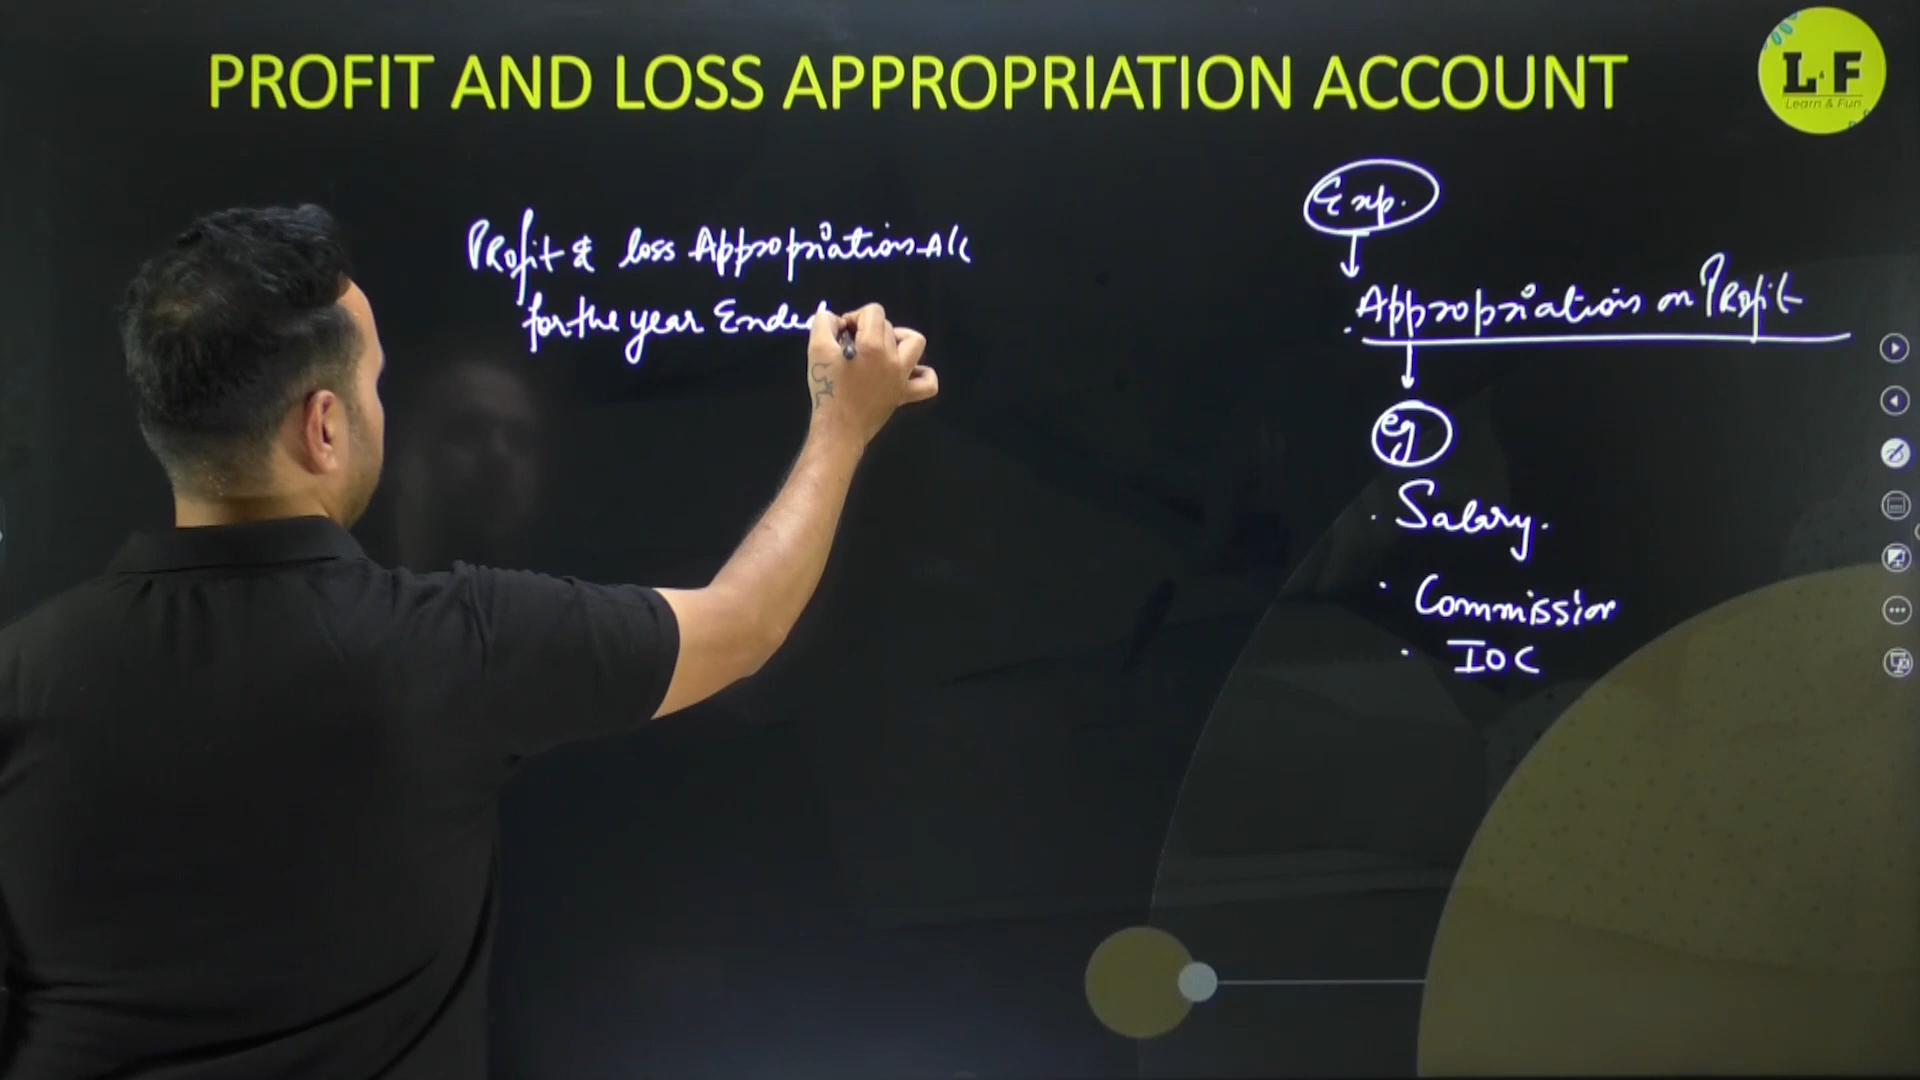 PROFIT AND LOSS APPROPRIATION ACCOUNT
L&F
Learn & Fun
Profit & loss Appropriation A/c
for the year Ended
Exp.
Appropriation on Profit
eg
Salary.
Commission
IOC